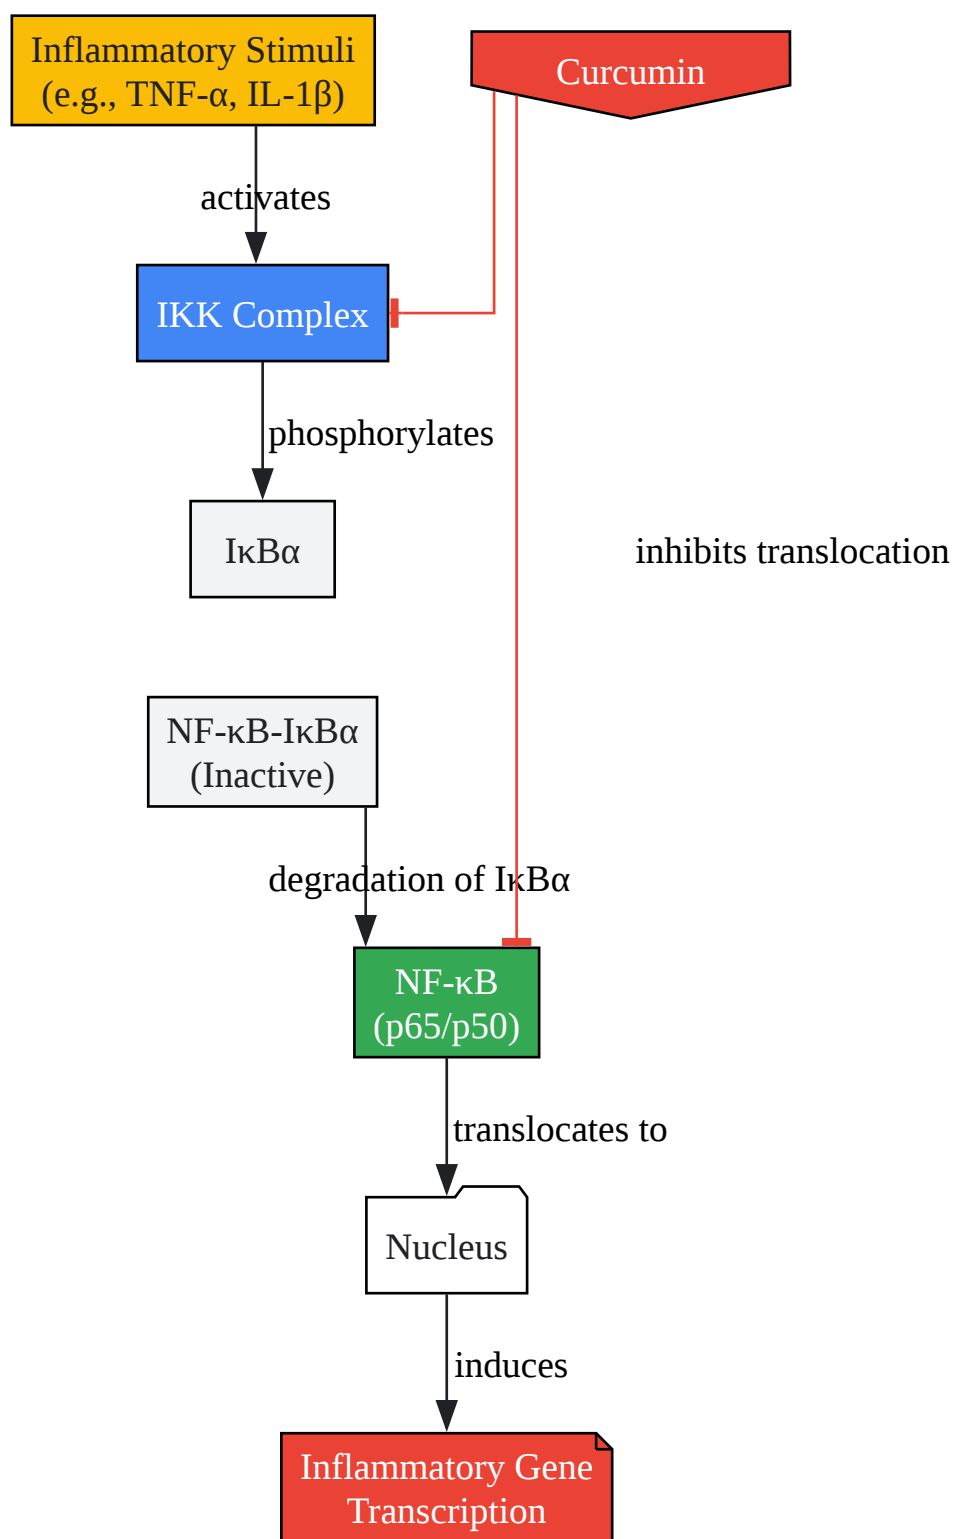 Inflammatory Stimuli
(e.g., TNF-α, IL-1β)
Curcumin
activates
IKK Complex
phosphorylates
IκBα
inhibits translocation
NF-κB-IκBα
(Inactive)
degradation of IκBα
NF-κB
(p65/p50)
translocates to
Nucleus
induces
Inflammatory Gene
Transcription